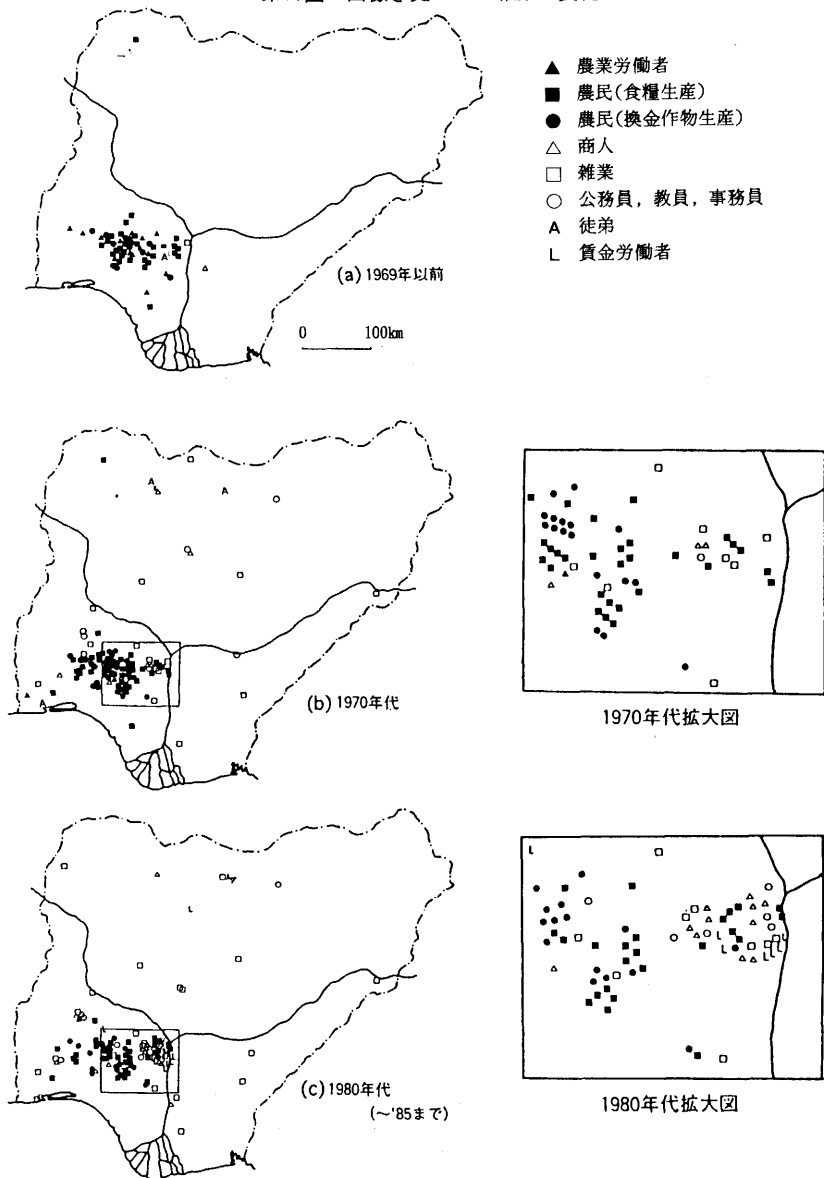 ▲ 農業労働者
■ 農民(食糧生産)
● 農民(換金作物生産)
△ 商人
□ 雑業
○ 公務員，教員，事務員
A 徒弟
L 賃金労働者
(a) 1969年以前
0 100km
(b) 1970年代
1970年代拡大図
(c) 1980年代
(～'85まで)
1980年代拡大図